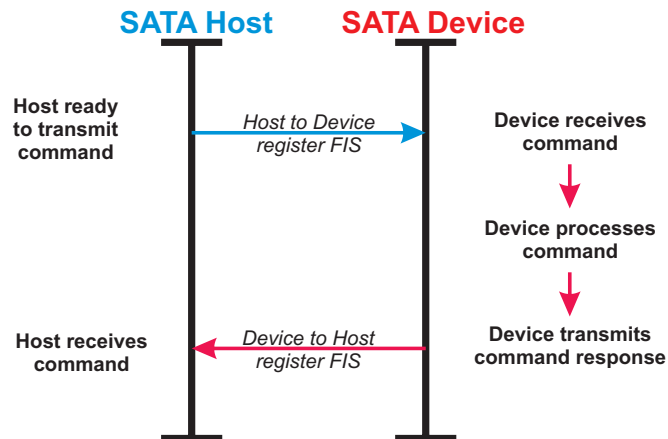 SATA Host
SATA Device
Host ready
to transmit
command
Host to Device
register FIS
Device receives
command
Device processes
command
Host receives
command
Device to Host
register FIS
Device transmits
command response